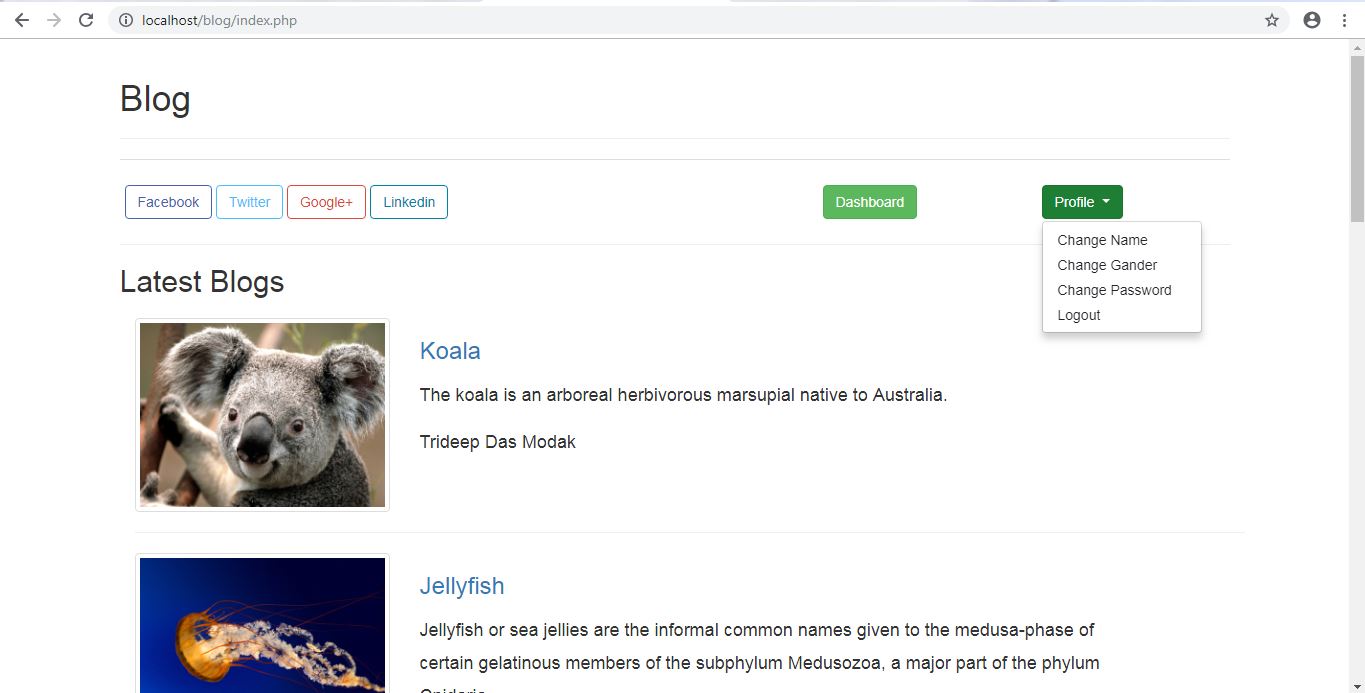 localhost/blog/index.php
Blog
Facebook Twitter Google+ Linkedin Dashboard Profile
Change Name
Change Gander
Change Password
Logout
Latest Blogs
Koala
The koala is an arboreal herbivorous marsupial native to Australia.
Trideep Das Modak
Jellyfish
Jellyfish or sea jellies are the informal common names given to the medusa-phase of
certain gelatinous members of the subphylum Medusozoa, a major part of the phylum